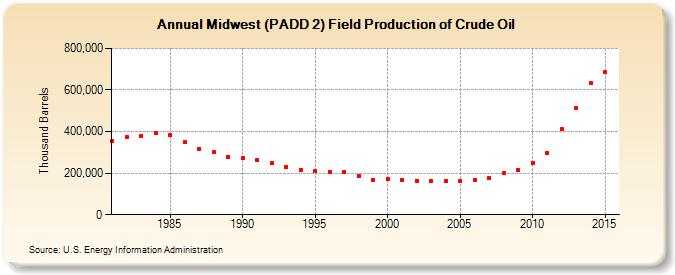 Annual Midwest (PADD 2) Field Production of Crude Oil
Thousand Barrels
800,000
600,000
400,000
200,000
0
1985 1990 1995 2000 2005 2010 2015
Source: U.S. Energy Information Administration